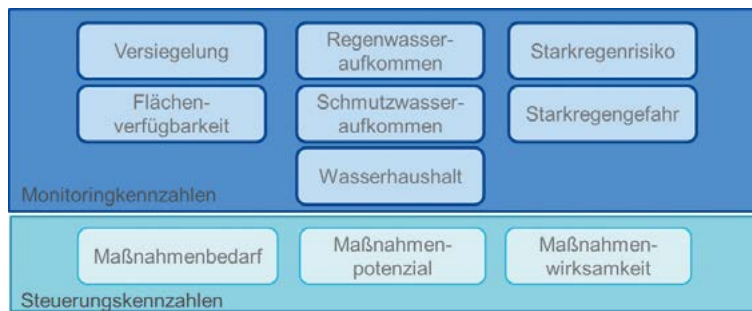 Versiegelung
Regenwasser-
aufkommen
Starkregenrisiko
Flächen-
verfügbarkeit
Schmutzwasser-
aufkommen
Starkregengefahr
Wasserhaushalt
Monitoringkennzahlen
Maßnahmenbedarf
Maßnahmen-
potenzial
Maßnahmen-
wirksamkeit
Steuerungskennzahlen